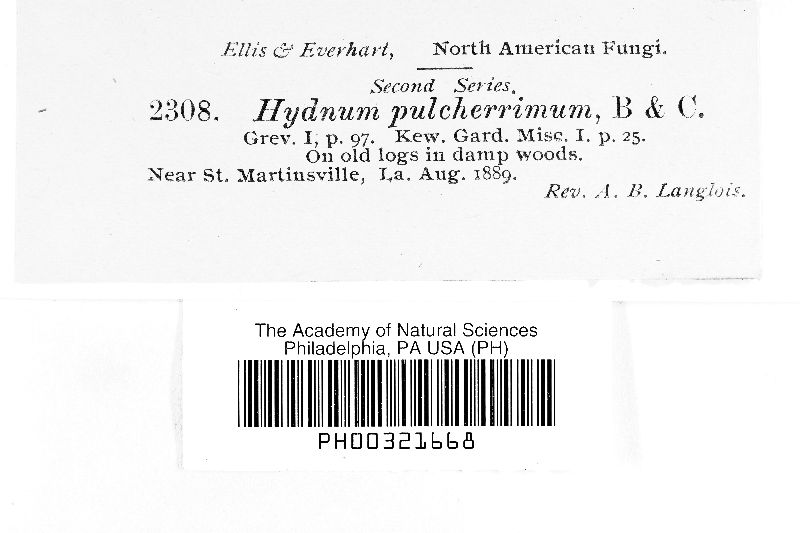 Ellis & Everhart, North American Fungi.
Second Series.
2308. Hydnum pulcherrimum, B & C.
Grev. I, p. 97. Kew. Gard. Misc. I. p. 25.
On old logs in damp woods.
Near St. Martinsville, La. Aug. 1889.
Rev. A. B. Langlois.
The Academy of Natural Sciences
Philadelphia, PA USA (PH)
PH00321668